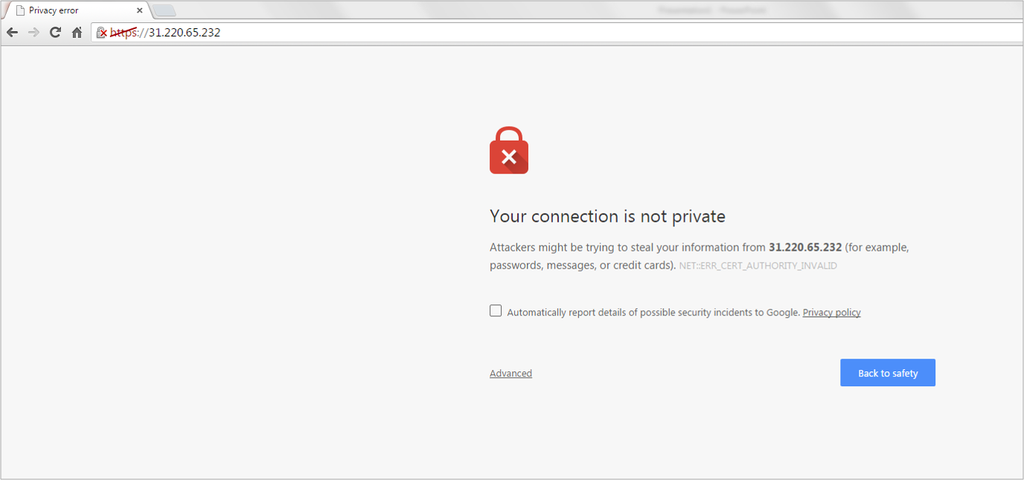 Privacy error
https://31.220.65.232
Your connection is not private
Attackers might be trying to steal your information from 31.220.65.232 (for example,
passwords, messages, or credit cards). NET::ERR_CERT_AUTHORITY_INVALID
Automatically report details of possible security incidents to Google. Privacy policy
Advanced
Back to safety